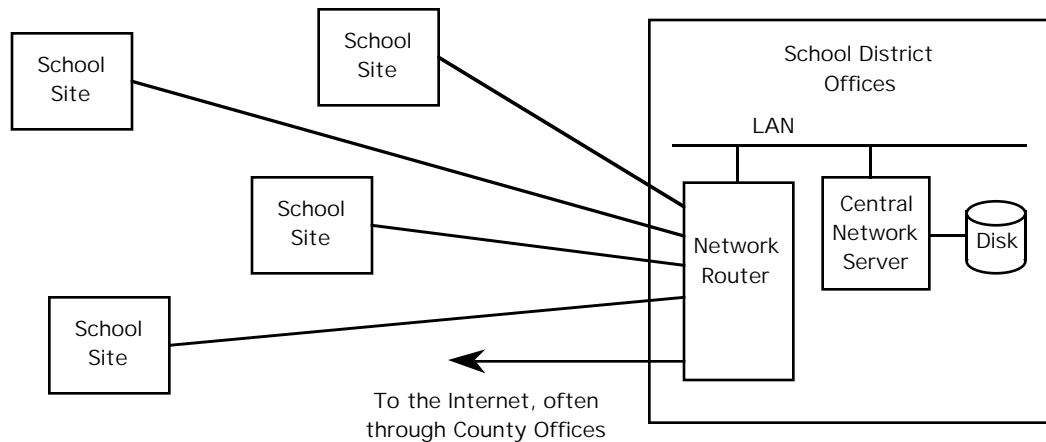 School
Site
School
Site
School District
Offices
LAN
School
Site
Central
Network
Server
Disk
Network
Router
School
Site
To the Internet, often
through County Offices